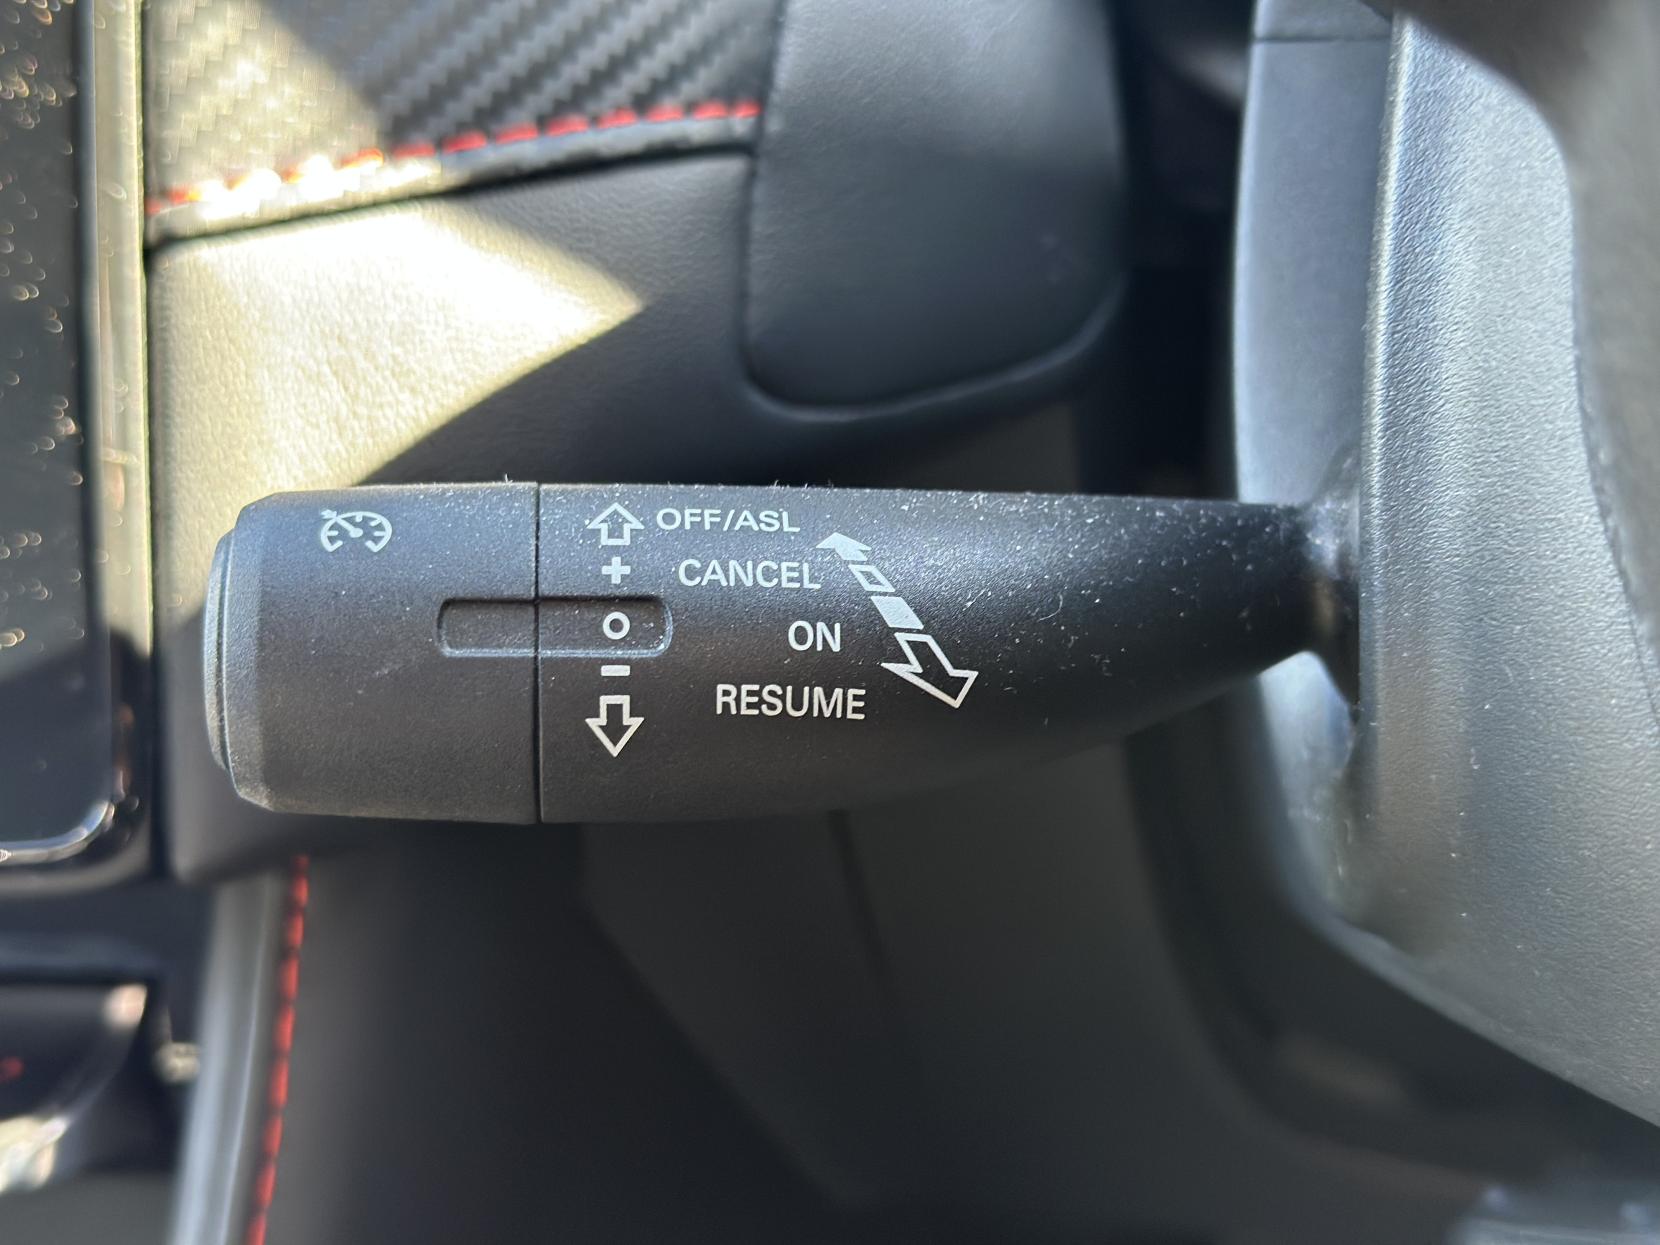 OFF/ASL
+ CANCEL
O ON
- RESUME